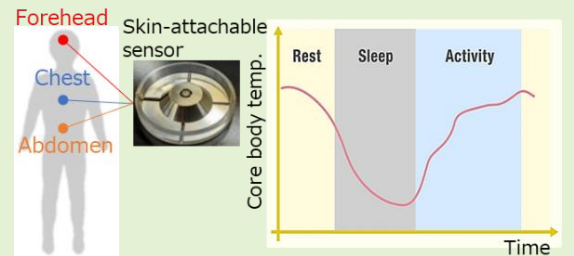 Forehead
Skin-attachable
sensor
Chest
Abdomen
Core body temp.
Rest
Sleep
Activity
Time